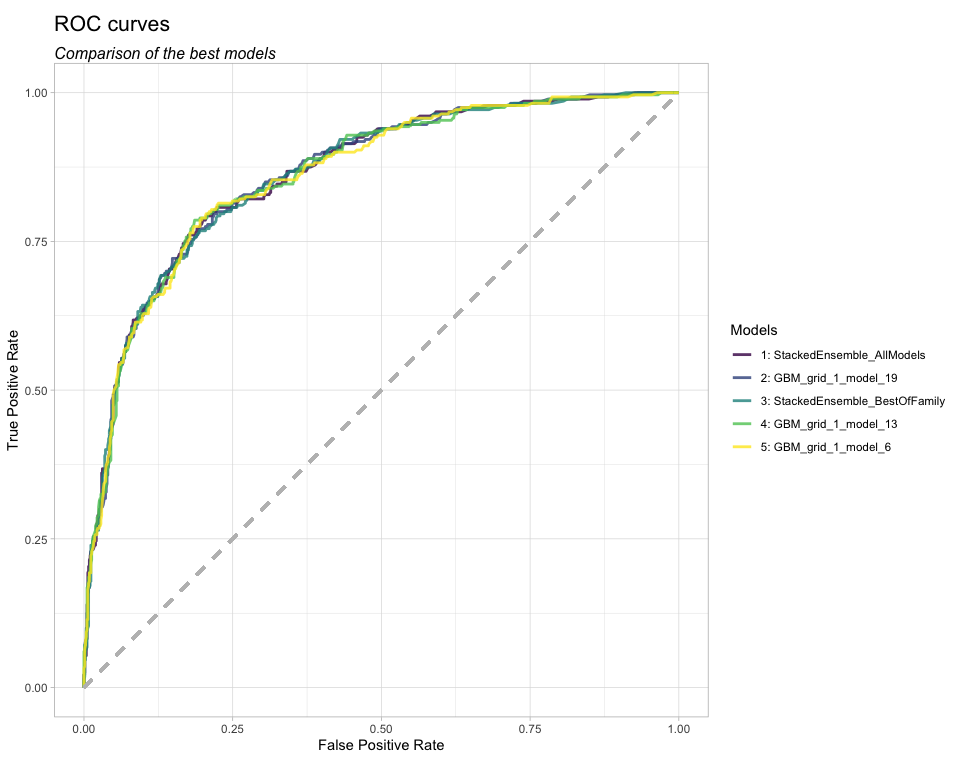 ROC curves
Comparison of the best models
1.00
0.75
0.50
0.25
0.00
True Positive Rate
0.00 0.25 0.50 0.75 1.00
False Positive Rate
Models
1: StackedEnsemble_AllModels
2: GBM_grid_1_model_19
3: StackedEnsemble_BestOfFamily
4: GBM_grid_1_model_13
5: GBM_grid_1_model_6